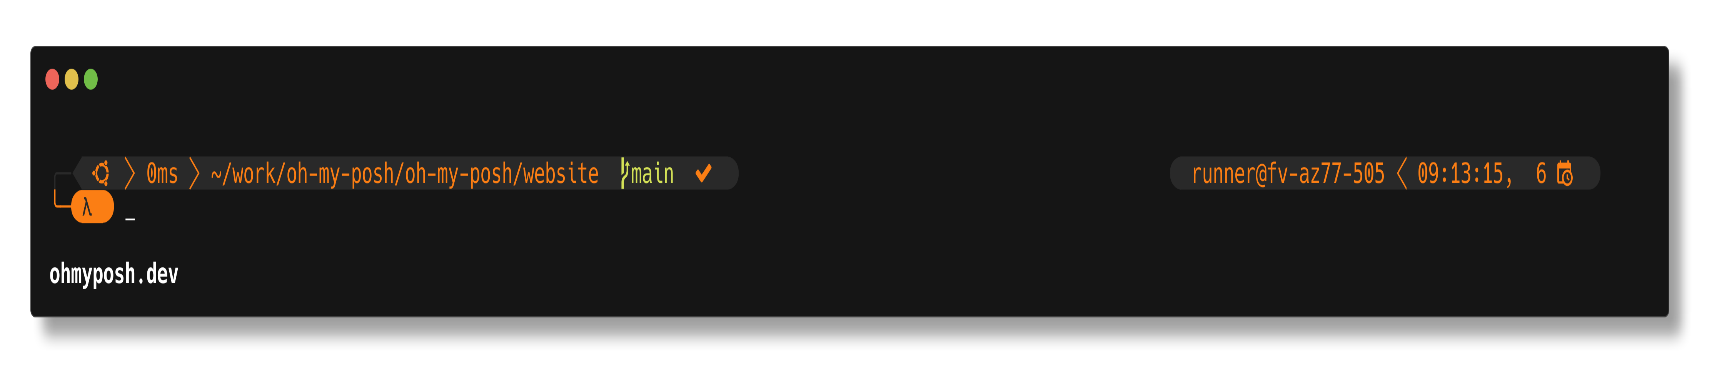 0ms ~/work/oh-my-posh/oh-my-posh/website main ✔ runner@fv-az77-505 09:13:15, 6
λ _
ohmyposh.dev